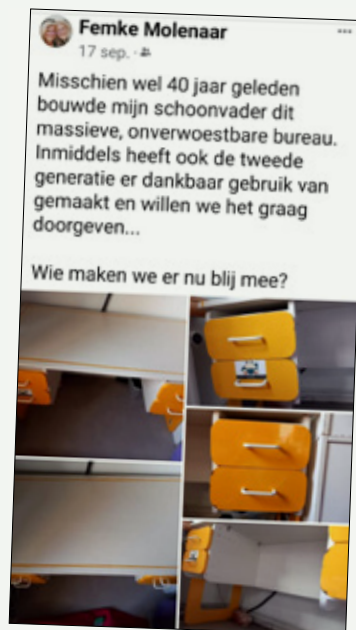 Femke Molenaar
17 sep.
Misschien wel 40 jaar geleden
bouwde mijn schoonvader dit
massieve, onverwoestbare bureau.
Inmiddels heeft ook de tweede
generatie er dankbaar gebruik van
gemaakt en willen we het graag
doorgeven...
Wie maken we er nu blij mee?